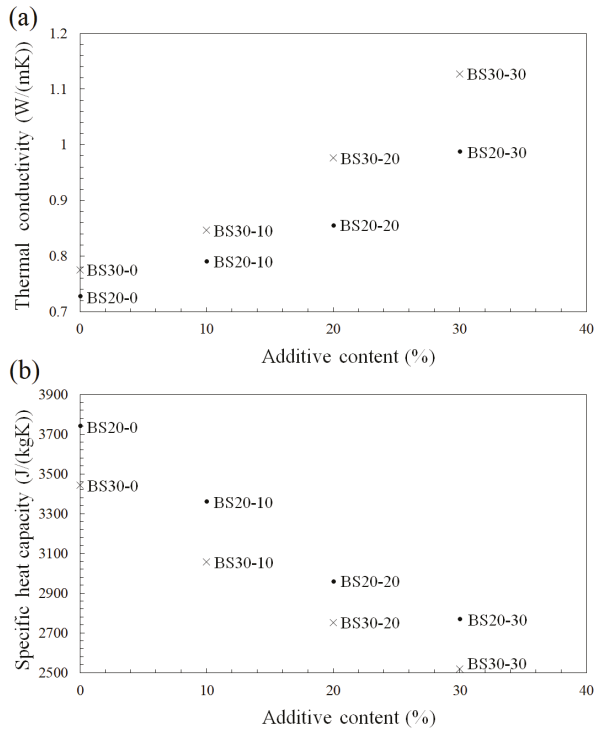 (a)
Thermal conductivity (W/(mK))
1.2
1
0.9
0.8
0.7
BS30-30
BS20-30
BS30-20
BS20-20
BS30-10
BS20-10
BS30-0
BS20-0
0
10
20
30
40
Additive content (%)
(b)
Specific heat capacity (J/(kgK))
3900
3700
3500
3300
3100
2900
2700
2500
BS20-0
BS30-0
BS20-10
BS30-10
BS20-20
BS30-20
BS20-30
BS30-30
0
10
20
30
40
Additive content (%)